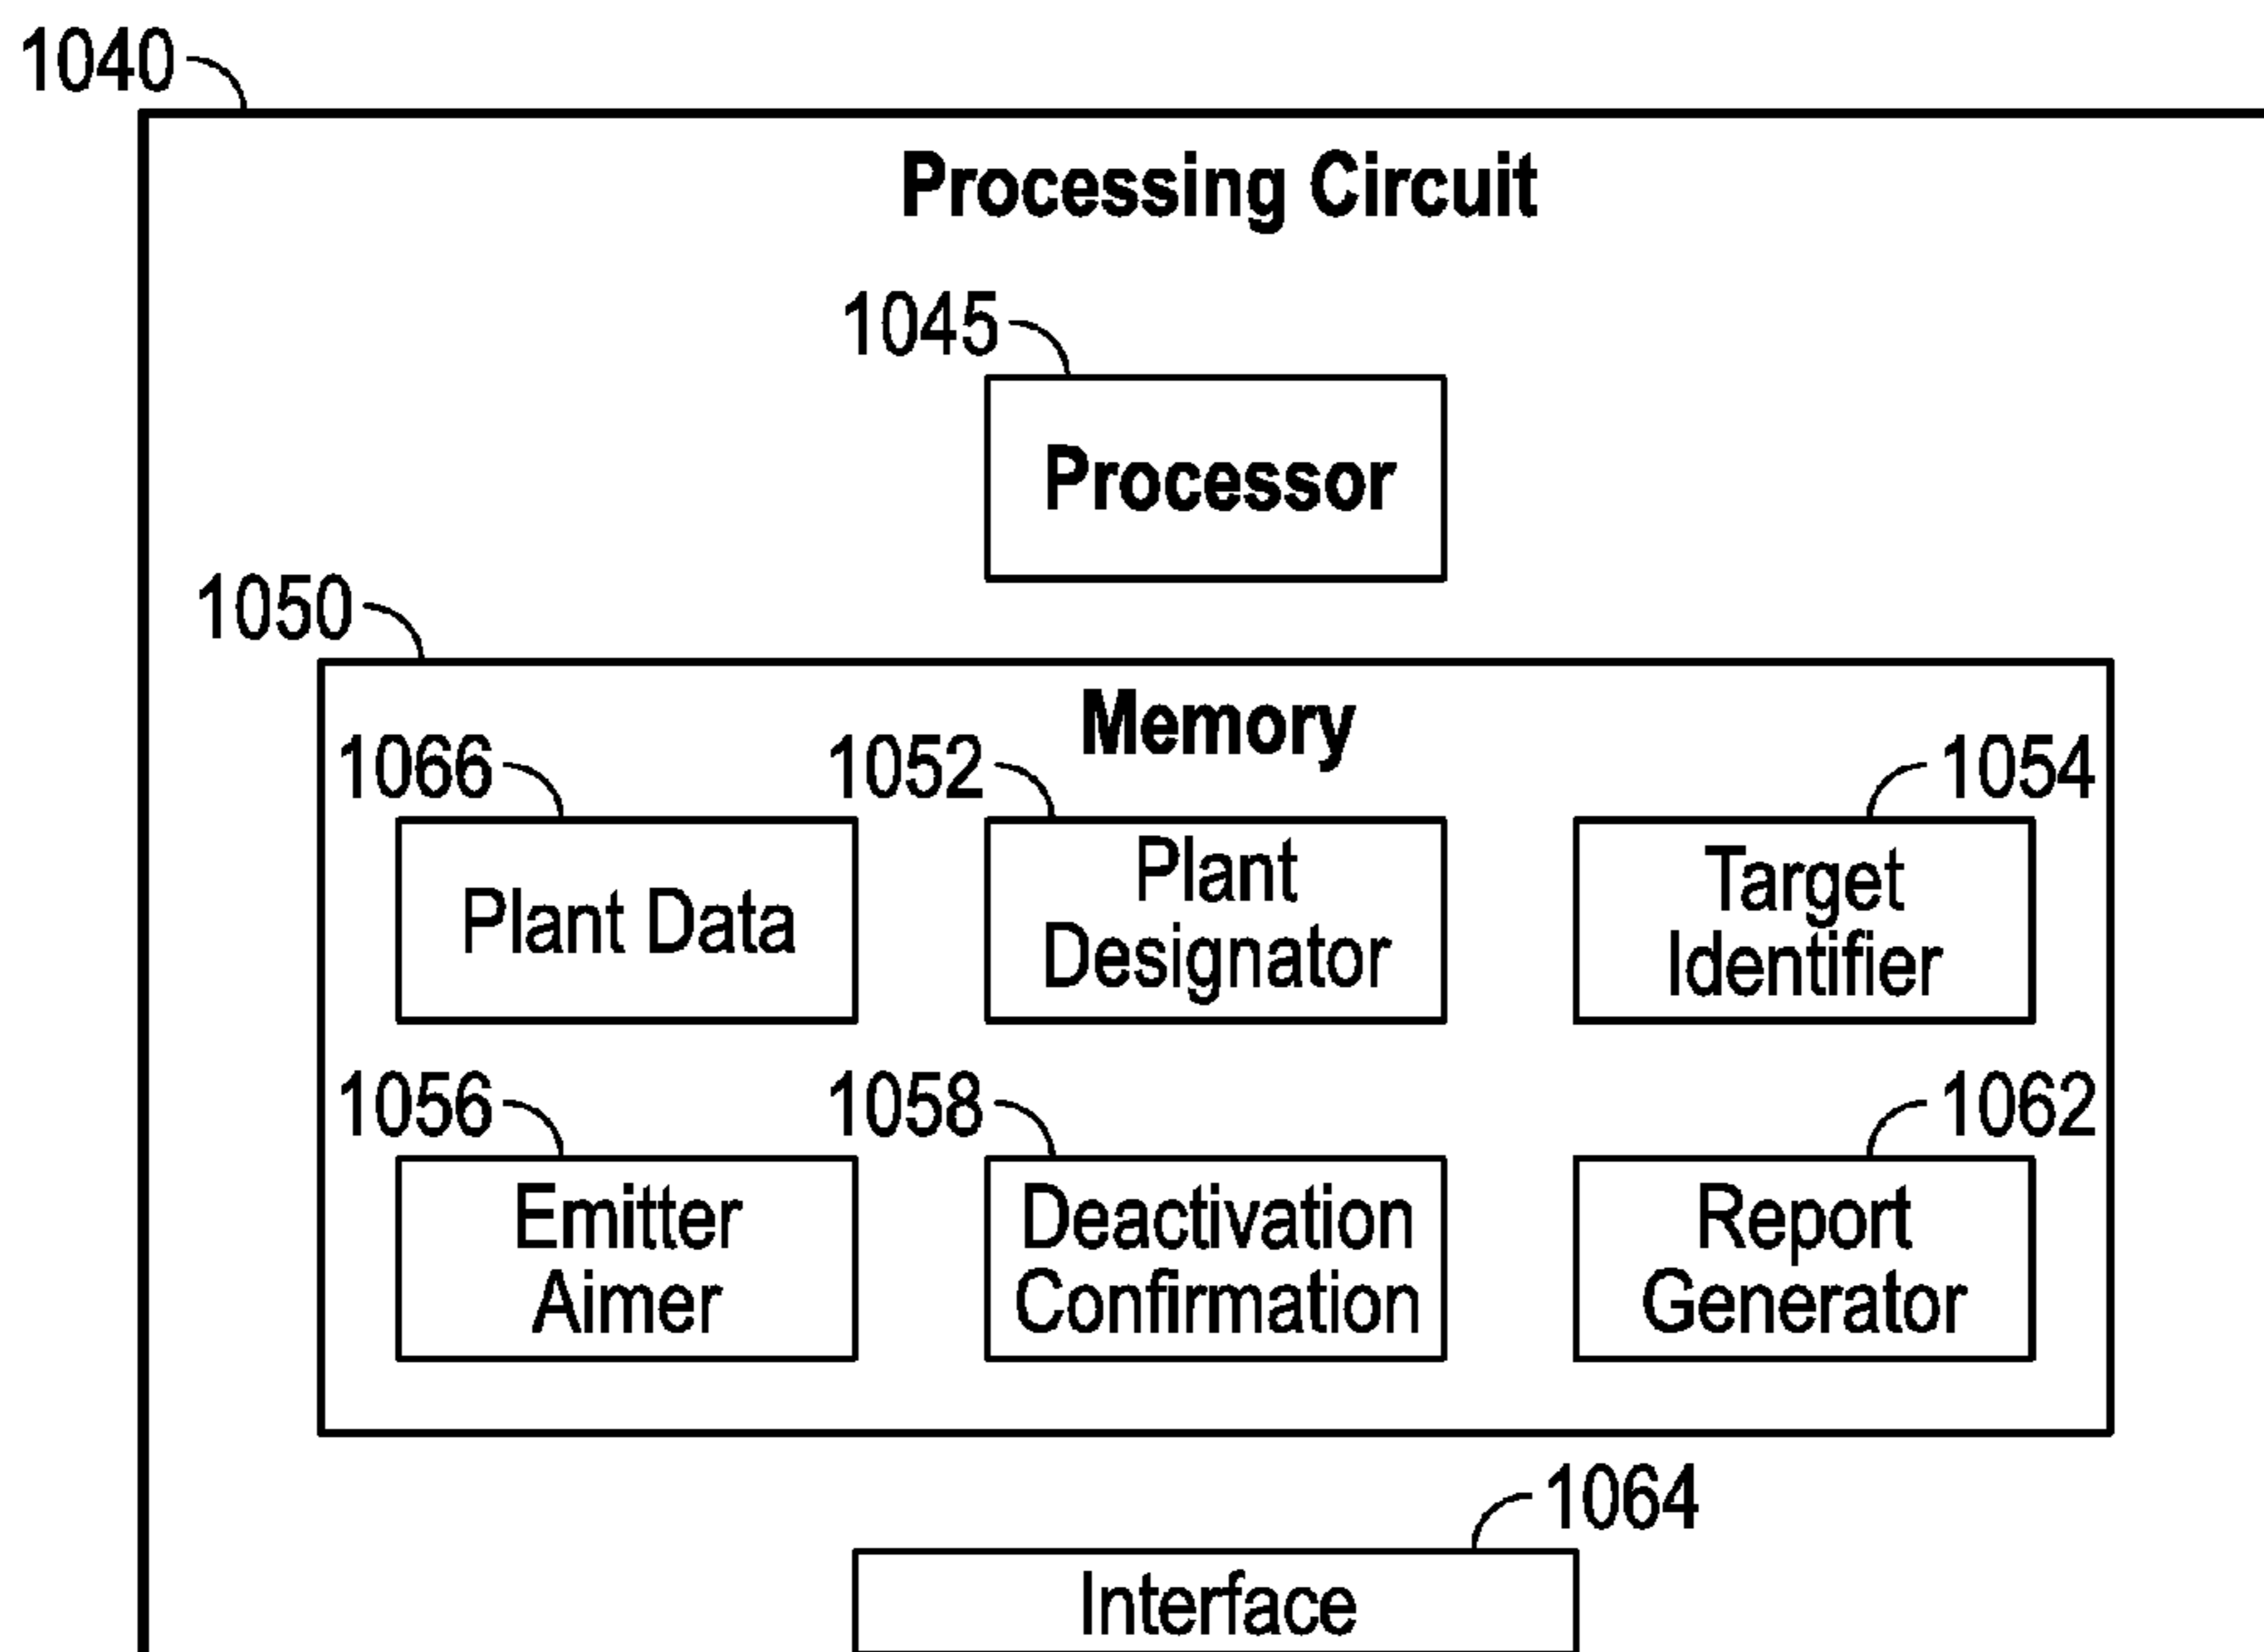 1040
Processing Circuit
1045
Processor
1050
Memory
1066
1052
1054
Plant Data
Plant
Designator
Target
Identifier
1056
1058
1062
Emitter
Aimer
Deactivation
Confirmation
Report
Generator
1064
Interface